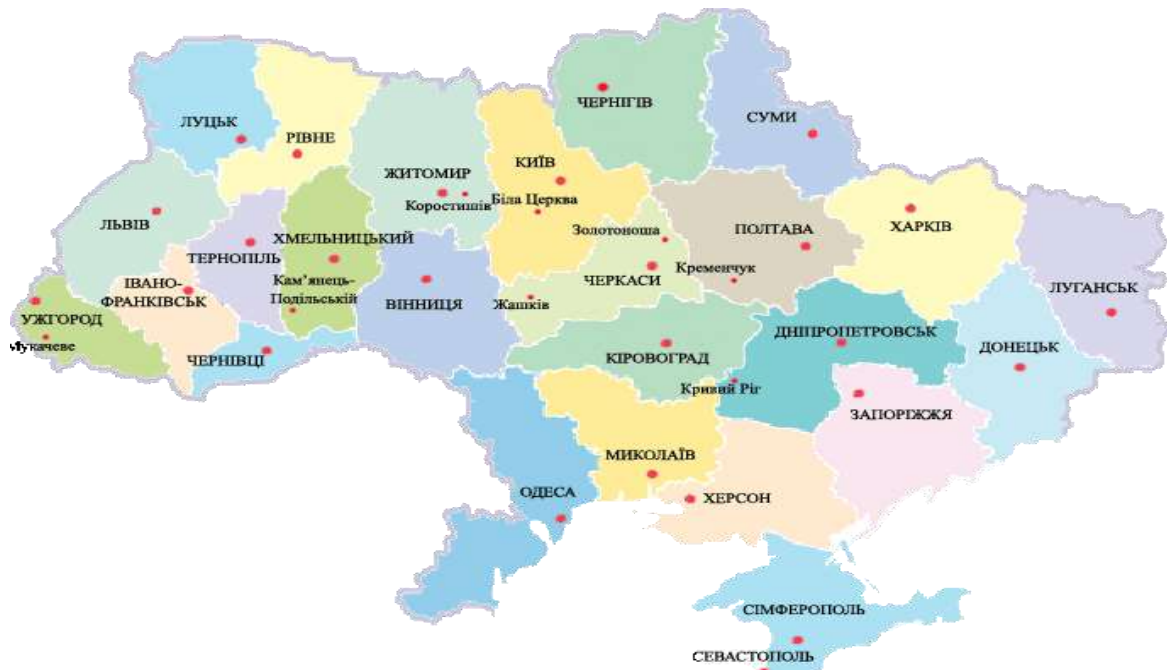 ЧЕРНІГІВ
СУМИ
ЛУЦЬК
РІВНЕ
КИЇВ
ЖИТОМИР
Коростишів
Біла Церква
ЛЬВІВ
ХМЕЛЬНИЦЬКИЙ
ТЕРНОПІЛЬ
Золотоноша
ПОЛТАВА
ХАРКІВ
ЧЕРКАСИ
Кременчук
ІВАНО-
ФРАНКІВСЬК
Кам’янець-
Подільській
ВІННИЦЯ
Жашків
ЛУГАНСЬК
УЖГОРОД
Мукачеве
ЧЕРНІВЦІ
КІРОВОГРАД
ДНІПРОПЕТРОВСЬК
ДОНЕЦЬК
Кривий Ріг
ЗАПОРІЖЖЯ
МИКОЛАЇВ
ОДЕСА
ХЕРСОН
СІМФЕРОПОЛЬ
СЕВАСТОПОЛЬ